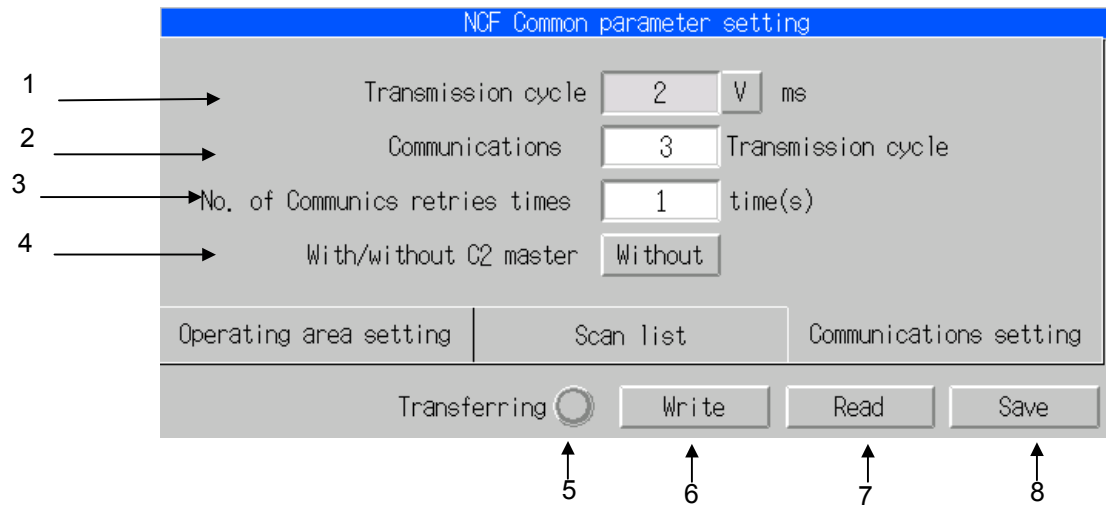 NCF Common parameter setting
1 Transmission cycle 2 V ms
2 Communications 3 Transmission cycle
3 No. of Communics retries times 1 time(s)
4 With/without C2 master Without
Operating area setting Scan list Communications setting
Transferring Write Read Save
5 6 7 8